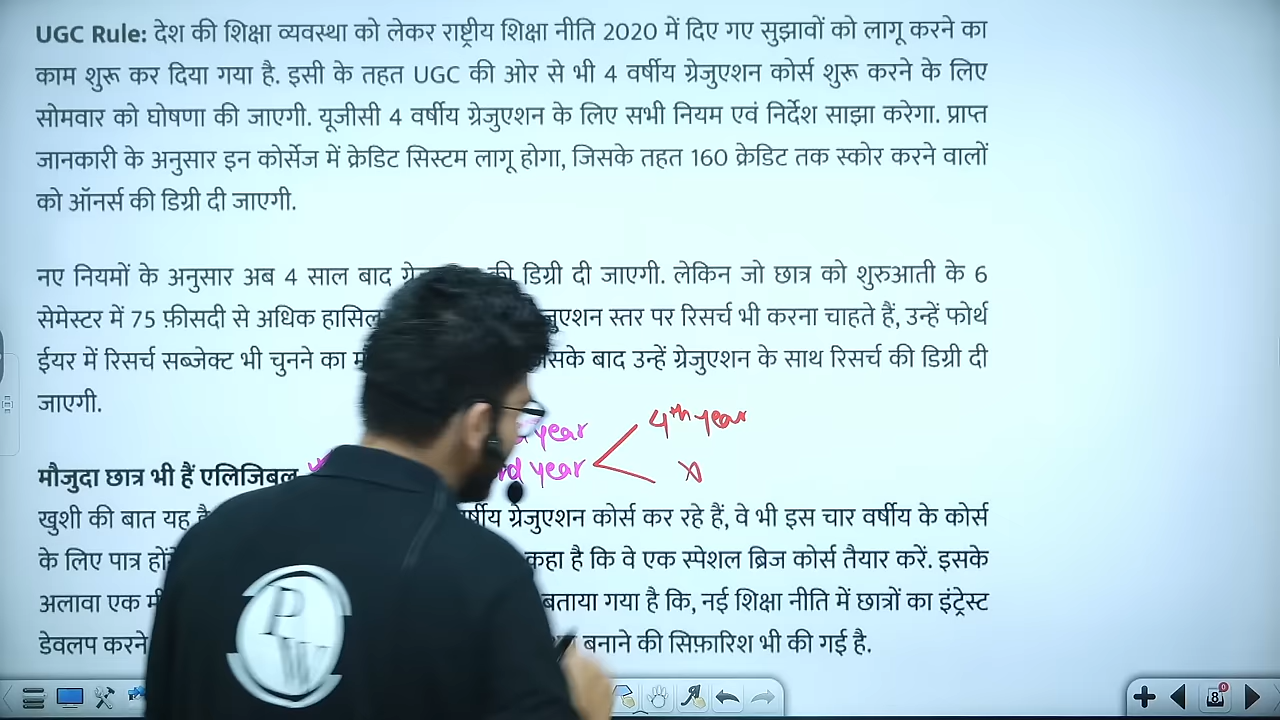 UGC Rule: देश की शिक्षा व्यवस्था को लेकर राष्ट्रीय शिक्षा नीति 2020 में दिए गए सुझावों को लागू करने का
काम शुरू कर दिया गया है. इसी के तहत UGC की ओर से भी 4 वर्षीय ग्रेजुएशन कोर्स शुरू करने के लिए
सोमवार को घोषणा की जाएगी. यूजीसी 4 वर्षीय ग्रेजुएशन के लिए सभी नियम एवं निर्देश साझा करेगा. प्राप्त
जानकारी के अनुसार इन कोर्सेज में क्रेडिट सिस्टम लागू होगा, जिसके तहत 160 क्रेडिट तक स्कोर करने वालों
को ऑनर्स की डिग्री दी जाएगी.
नए नियमों के अनुसार अब 4 साल बाद की डिग्री दी जाएगी. लेकिन जो छात्र को शुरुआती के 6
सेमेस्टर में 75 फ़ीसदी से अधिक स्तर पर रिसर्च भी करना चाहते हैं, उन्हें फोर्थ
ईयर में रिसर्च सब्जेक्ट भी चुनने का बाद उन्हें ग्रेजुएशन के साथ रिसर्च की डिग्री दी
जाएगी.
4th year
year
year
X
मौजुदा छात्र भी हैं एलिजिबल
खुशी की बात यह ग्रेजुएशन कोर्स कर रहे हैं, वे भी इस चार वर्षीय के कोर्स
के लिए पात्र कहा है कि वे एक स्पेशल ब्रिज कोर्स तैयार करें. इसके
अलावा एक बताया गया है कि, नई शिक्षा नीति में छात्रों का इंट्रेस्ट
डेवलप करने बनाने की सिफ़ारिश भी की गई है.
PW
8
0